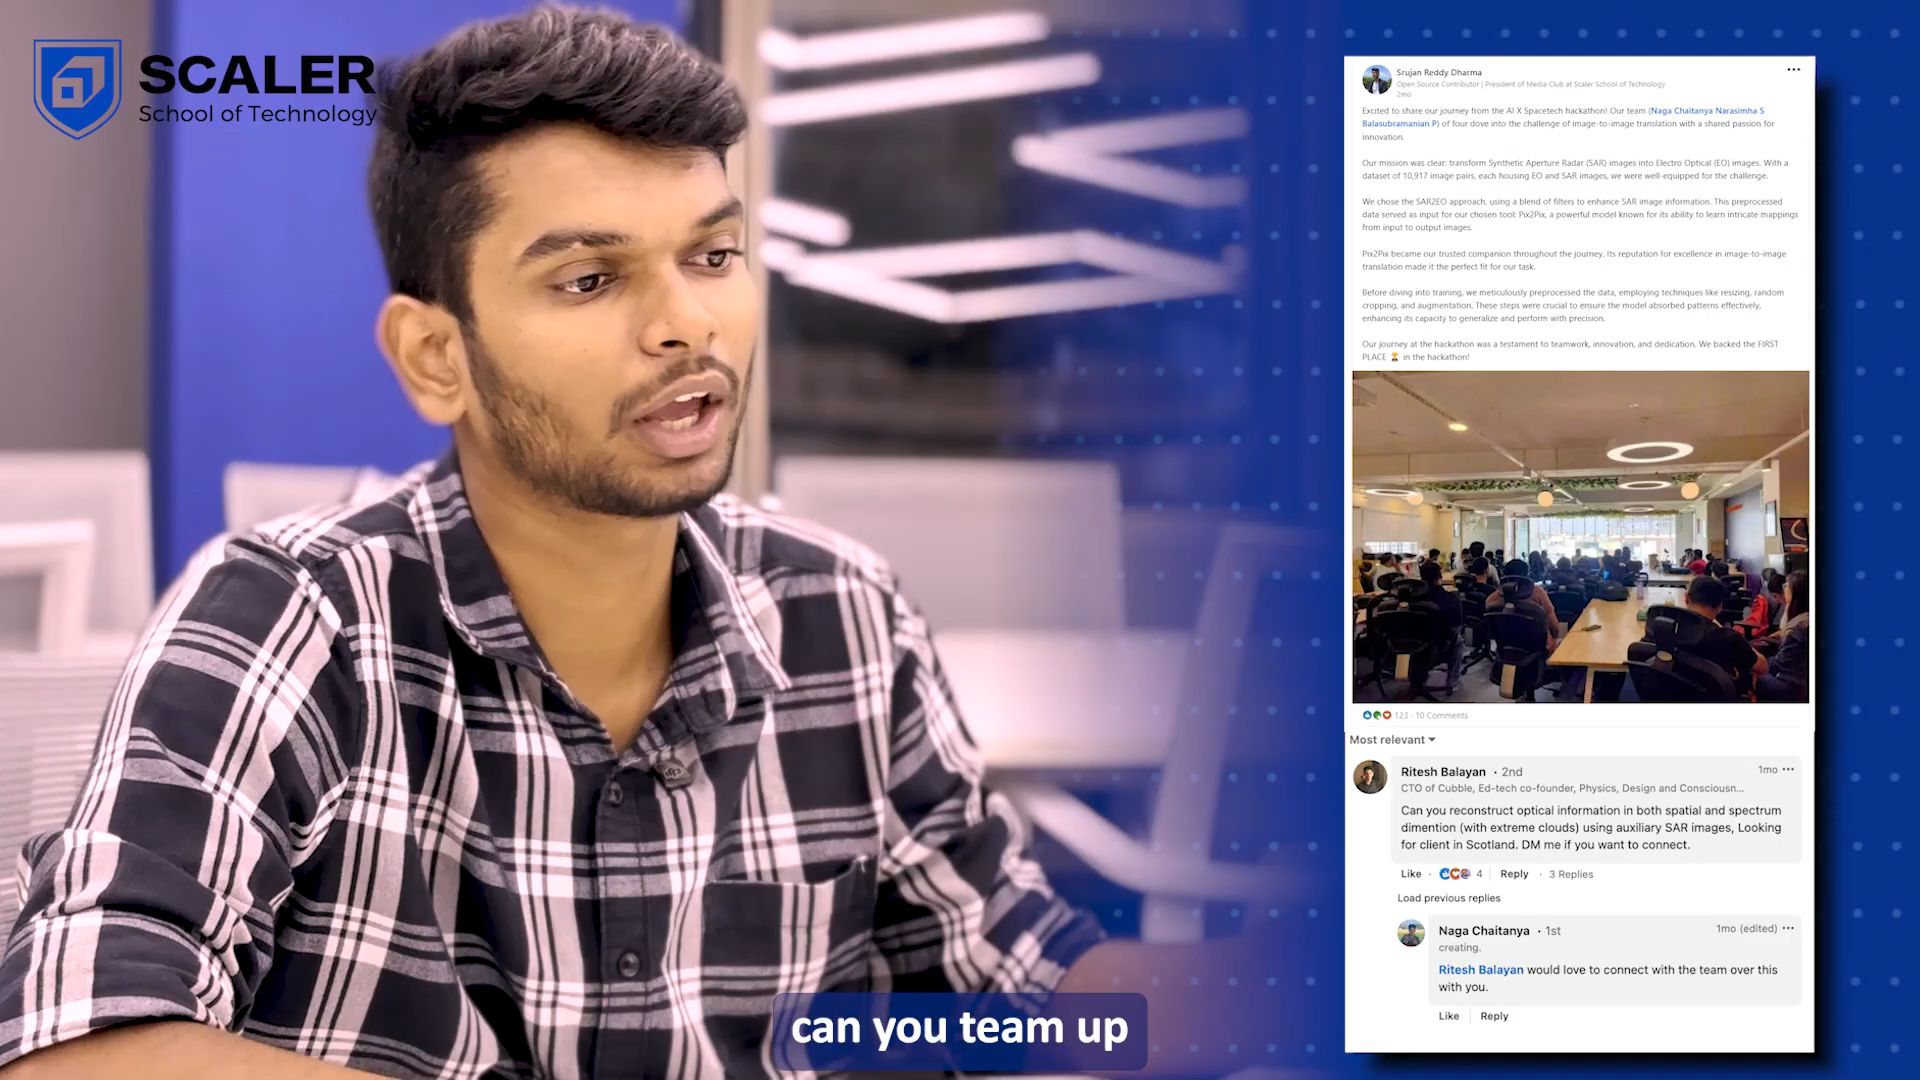 SCALER
School of Technology
Srujan Reddy Dharma
Open Source Contributor | President of Media Club at Scaler School of Technology
2mo
Excited to share our journey from the AI X Spacetech hackathon! Our team (Naga Chaitanya Narasimha S
Balasubramanian P) of four dove into the challenge of image-to-image translation with a shared passion for
innovation.
Our mission was clear: transform Synthetic Aperture Radar (SAR) images into Electro Optical (EO) images. With a
dataset of 10,917 image pairs, each housing EO and SAR images, we were well-equipped for the challenge.
We chose the SAR2EO approach, using a blend of filters to enhance SAR image information. This preprocessed
data served as input for our chosen tool: Pix2Pix, a powerful model known for its ability to learn intricate mappings
from input to output images.
Pix2Pix became our trusted companion throughout the journey. Its reputation for excellence in image-to-image
translation made it the perfect fit for our task.
Before diving into training, we meticulously preprocessed the data, employing techniques like resizing, random
cropping, and augmentation. These steps were crucial to ensure the model absorbed patterns effectively,
enhancing its capacity to generalize and perform with precision.
Our journey at the hackathon was a testament to teamwork, innovation, and dedication. We backed the FIRST
PLACE 🏆 in the hackathon!
123 · 10 Comments
Most relevant
Ritesh Balayan · 2nd
1mo ···
CTO of Cubble, Ed-tech co-founder, Physics, Design and Consciousn...
Can you reconstruct optical information in both spatial and spectrum
dimention (with extreme clouds) using auxiliary SAR images, Looking
for client in Scotland. DM me if you want to connect.
Like · 4 | Reply · 3 Replies
Load previous replies
Naga Chaitanya · 1st
1mo (edited) ···
creating.
Ritesh Balayan would love to connect with the team over this
with you.
Like | Reply
can you team up